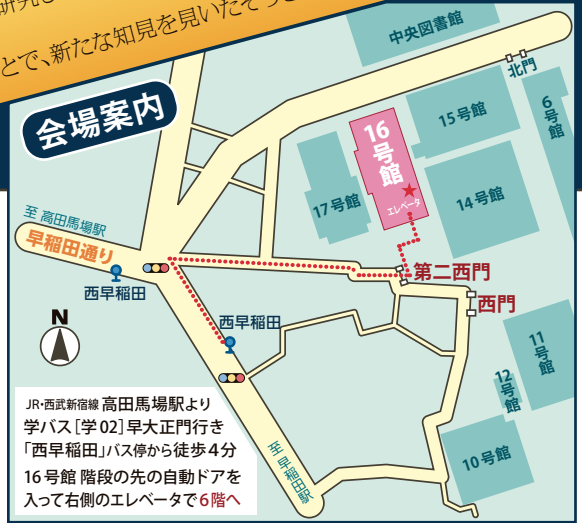 とで、新たな知見を見いだそうと
会場案内
中央図書館
北門
6号館
15号館
16号館
エレベータ
17号館
14号館
至 高田馬場駅
早稲田通り
西早稲田
第二西門
西門
西早稲田
N
11号館
12号館
10号館
至 早稲田駅
JR・西武新宿線 高田馬場駅より
学バス［学02］早大正門行き
「西早稲田」バス停から徒歩4分
16号館 階段の先の自動ドアを
入って右側のエレベータで6階へ